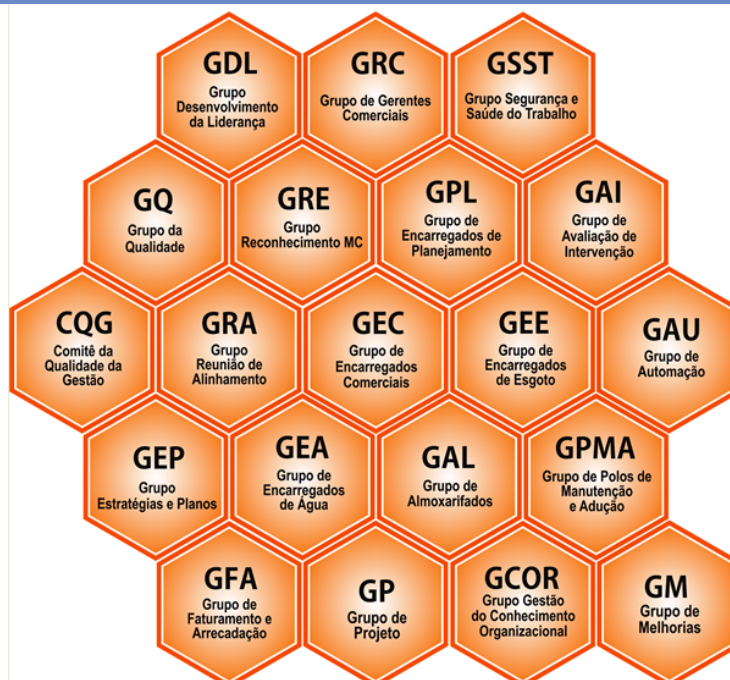 GDL
Grupo
Desenvolvimento
da Liderança
GRC
Grupo de Gerentes
Comerciais
GSST
Grupo Segurança e
Saúde do Trabalho
GQ
Grupo da
Qualidade
GRE
Grupo
Reconhecimento MC
GPL
Grupo de
Encarregados de
Planejamento
GAI
Grupo de
Avaliação de
Intervenção
CQG
Comitê da
Qualidade da
Gestão
GRA
Grupo
Reunião de
Alinhamento
GEC
Grupo de
Encarregados
Comerciais
GEE
Grupo de
Encarregados
de Esgoto
GAU
Grupo de
Automação
GEP
Grupo
Estratégias e Planos
GEA
Grupo de
Encarregados
de Água
GAL
Grupo de
Almoxarifados
GPMA
Grupo de Polos de
Manutenção
e Adução
GFA
Grupo de
Faturamento e
Arrecadação
GP
Grupo de
Projeto
GCOR
Grupo Gestão
do Conhecimento
Organizacional
GM
Grupo de
Melhorias